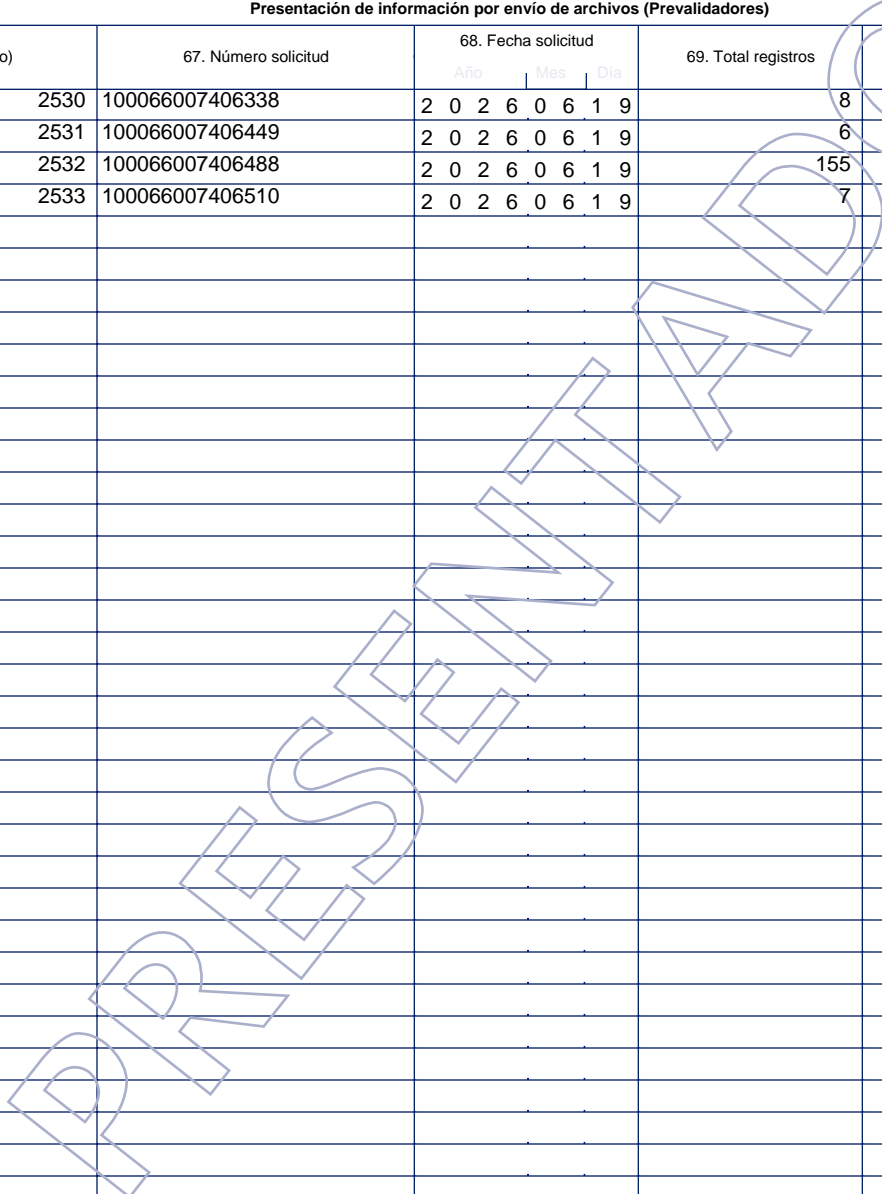 Presentación de información por envío de archivos (Prevalidadores)
o) 67. Número solicitud 68. Fecha solicitud 69. Total registros
Año Mes Día
2530 100066007406338 2 0 2 6 0 6 1 9 8
2531 100066007406449 2 0 2 6 0 6 1 9 6
2532 100066007406488 2 0 2 6 0 6 1 9 155
2533 100066007406510 2 0 2 6 0 6 1 9 7
PRESENTADO